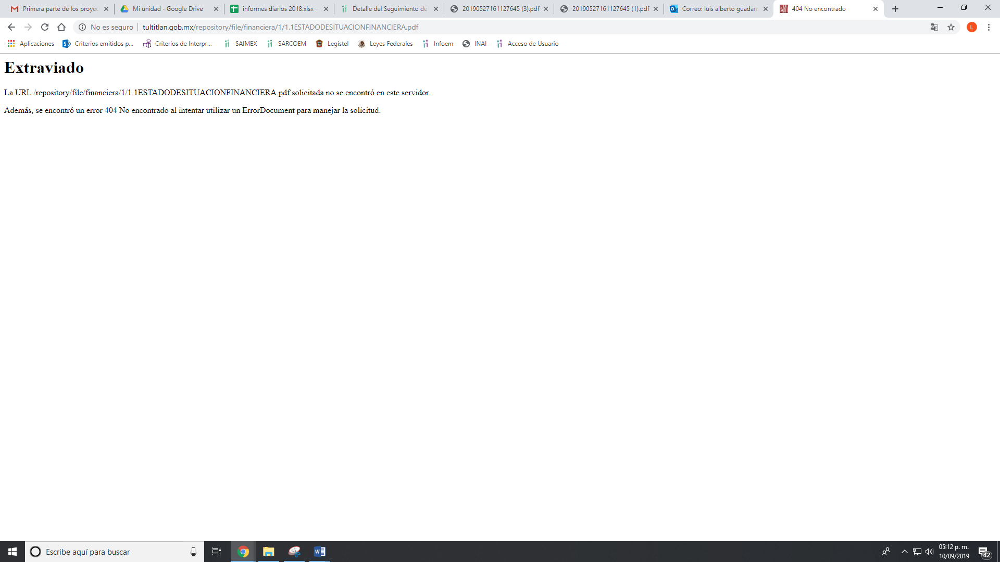 Primera parte de los proyec
Mi unidad - Google Drive
informes diarios 2018.xlsx -
Detalle del Seguimiento de
20190527161127645 (3).pdf
20190527161127645 (1).pdf
Correo: luis alberto guadarr
404 No encontrado
No es seguro
tultitlan.gob.mx/repository/file/financiera/1/1.1ESTADODESITUACIONFINANCIERA.pdf
L
Aplicaciones
Criterios emitidos p...
Criterios de Interpr...
SAIMEX
SARCOEM
Legistel
Leyes Federales
Infoem
INAI
Acceso de Usuario
Extraviado
La URL /repository/file/financiera/1/1.1ESTADODESITUACIONFINANCIERA.pdf solicitada no se encontró en este servidor.
Además, se encontró un error 404 No encontrado al intentar utilizar un ErrorDocument para manejar la solicitud.
Escribe aquí para buscar
05:12 p. m.
10/09/2019
42